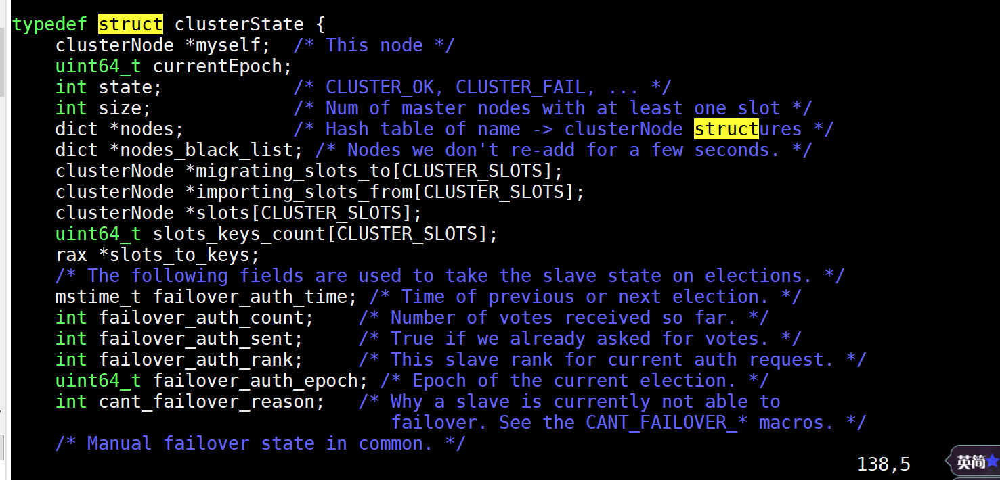 typedef struct clusterState {
    clusterNode *myself;  /* This node */
    uint64_t currentEpoch;
    int state;            /* CLUSTER_OK, CLUSTER_FAIL, ... */
    int size;             /* Num of master nodes with at least one slot */
    dict *nodes;          /* Hash table of name -> clusterNode structures */
    dict *nodes_black_list; /* Nodes we don't re-add for a few seconds. */
    clusterNode *migrating_slots_to[CLUSTER_SLOTS];
    clusterNode *importing_slots_from[CLUSTER_SLOTS];
    clusterNode *slots[CLUSTER_SLOTS];
    uint64_t slots_keys_count[CLUSTER_SLOTS];
    rax *slots_to_keys;
    /* The following fields are used to take the slave state on elections. */
    mstime_t failover_auth_time; /* Time of previous or next election. */
    int failover_auth_count;    /* Number of votes received so far. */
    int failover_auth_sent;     /* True if we already asked for votes. */
    int failover_auth_rank;     /* This slave rank for current auth request. */
    uint64_t failover_auth_epoch; /* Epoch of the current election. */
    int cant_failover_reason;   /* Why a slave is currently not able to
                                   failover. See the CANT_FAILOVER_* macros. */
    /* Manual failover state in common. */
138,5
英简